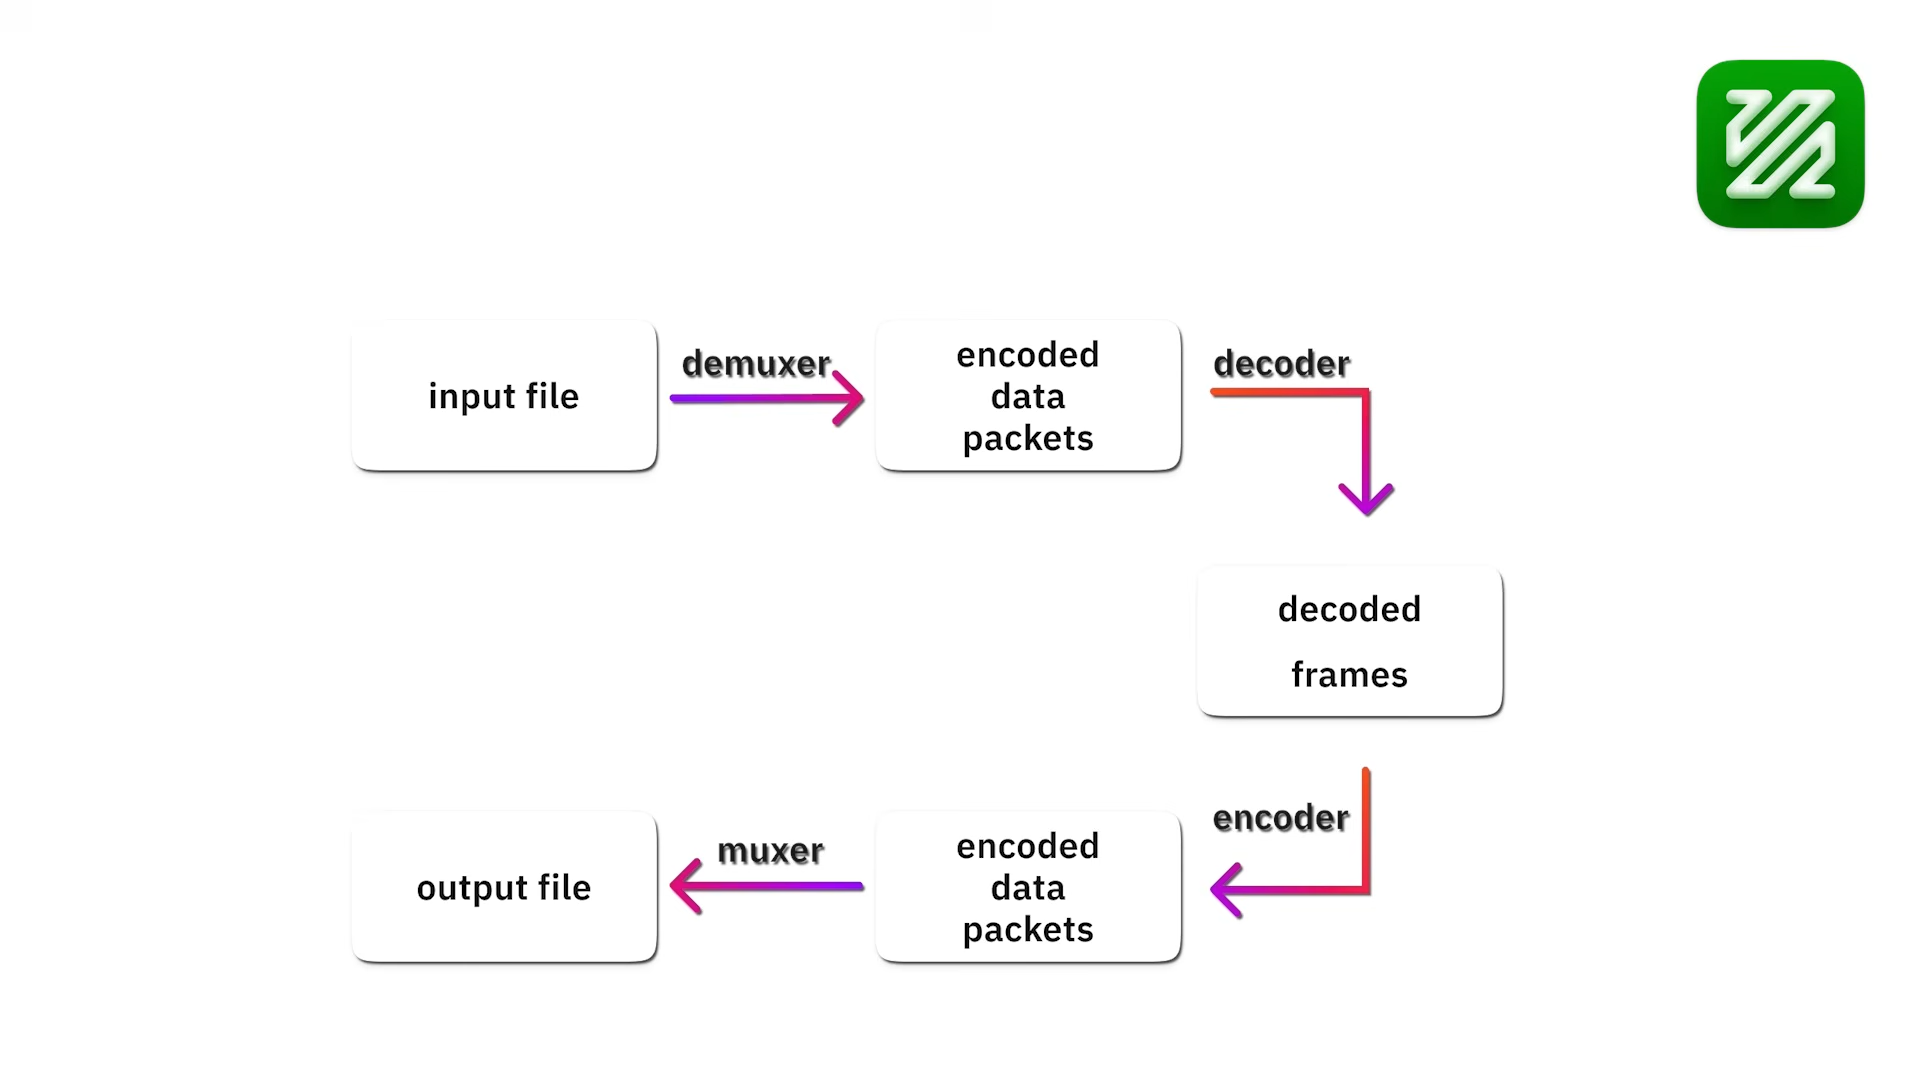 input file
demuxer
encoded
data
packets
decoder
decoded
frames
encoder
encoded
data
packets
muxer
output file